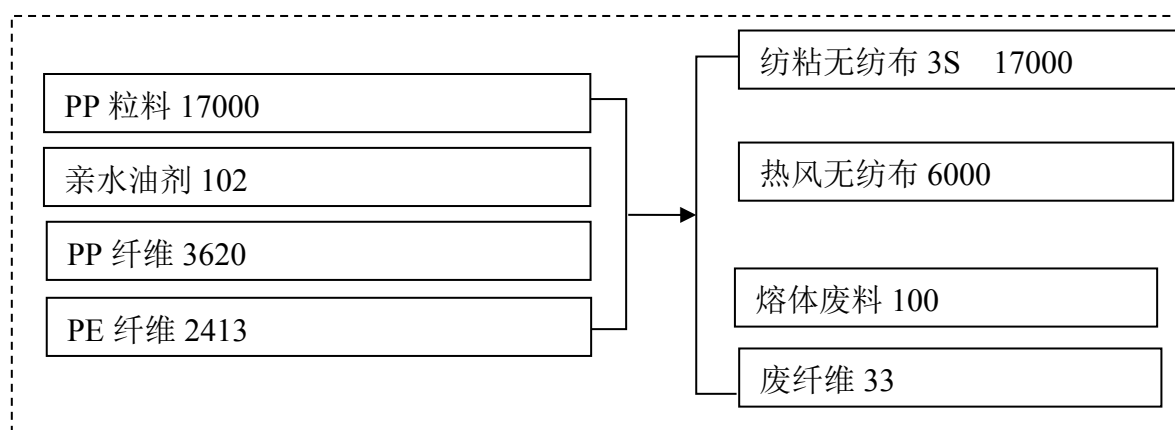 PP 粒料 17000
亲水油剂 102
PP 纤维 3620
PE 纤维 2413
纺粘无纺布 3S 17000
热风无纺布 6000
熔体废料 100
废纤维 33